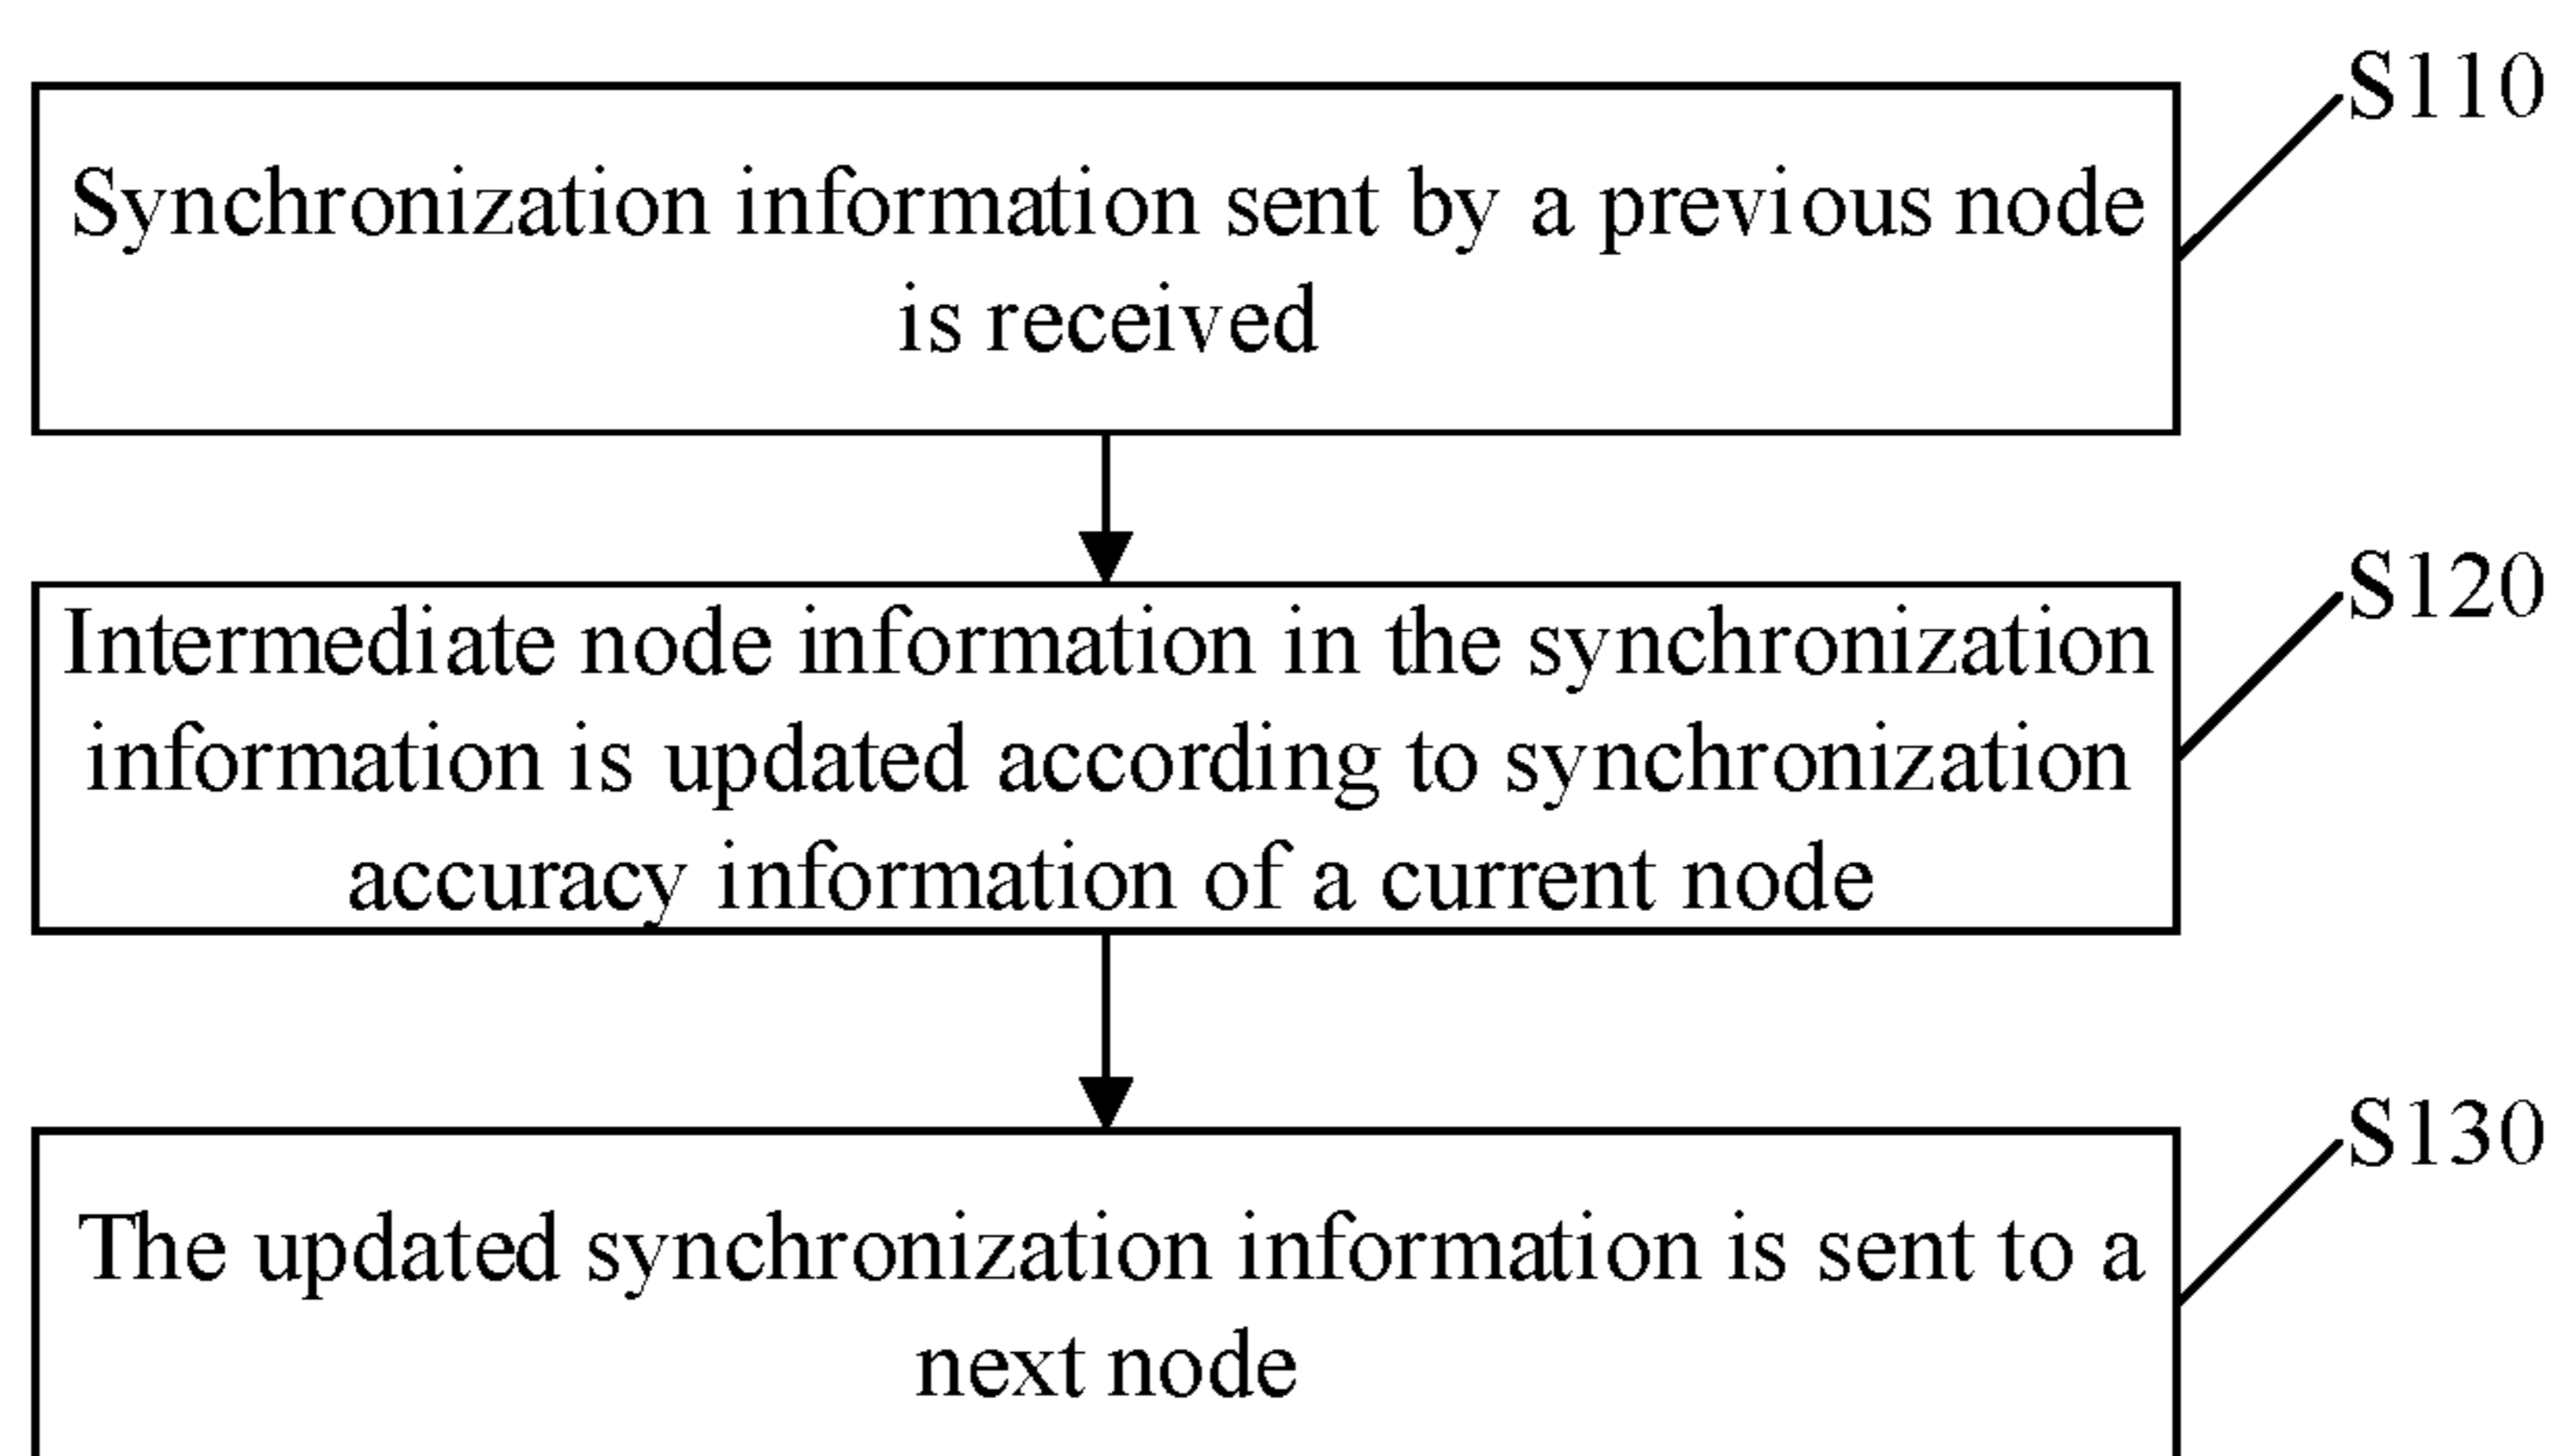 S110
Synchronization information sent by a previous node
is received
S120
Intermediate node information in the synchronization
information is updated according to synchronization
accuracy information of a current node
S130
The updated synchronization information is sent to a
next node